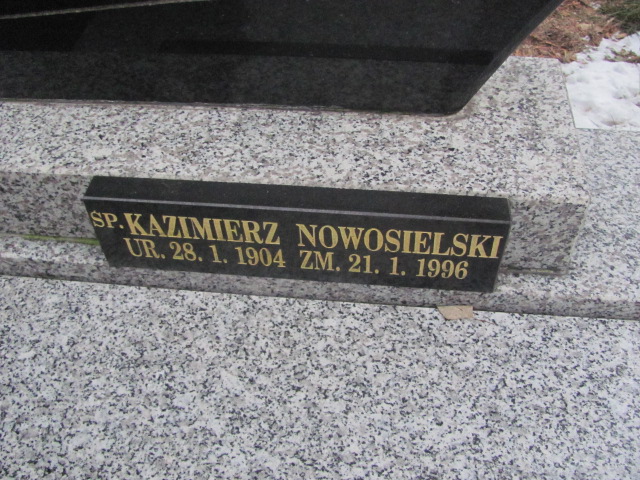 SP. KAZIMIERZ NOWOSIELSKI
UR. 28. 1. 1904 ZM. 21. 1. 1996